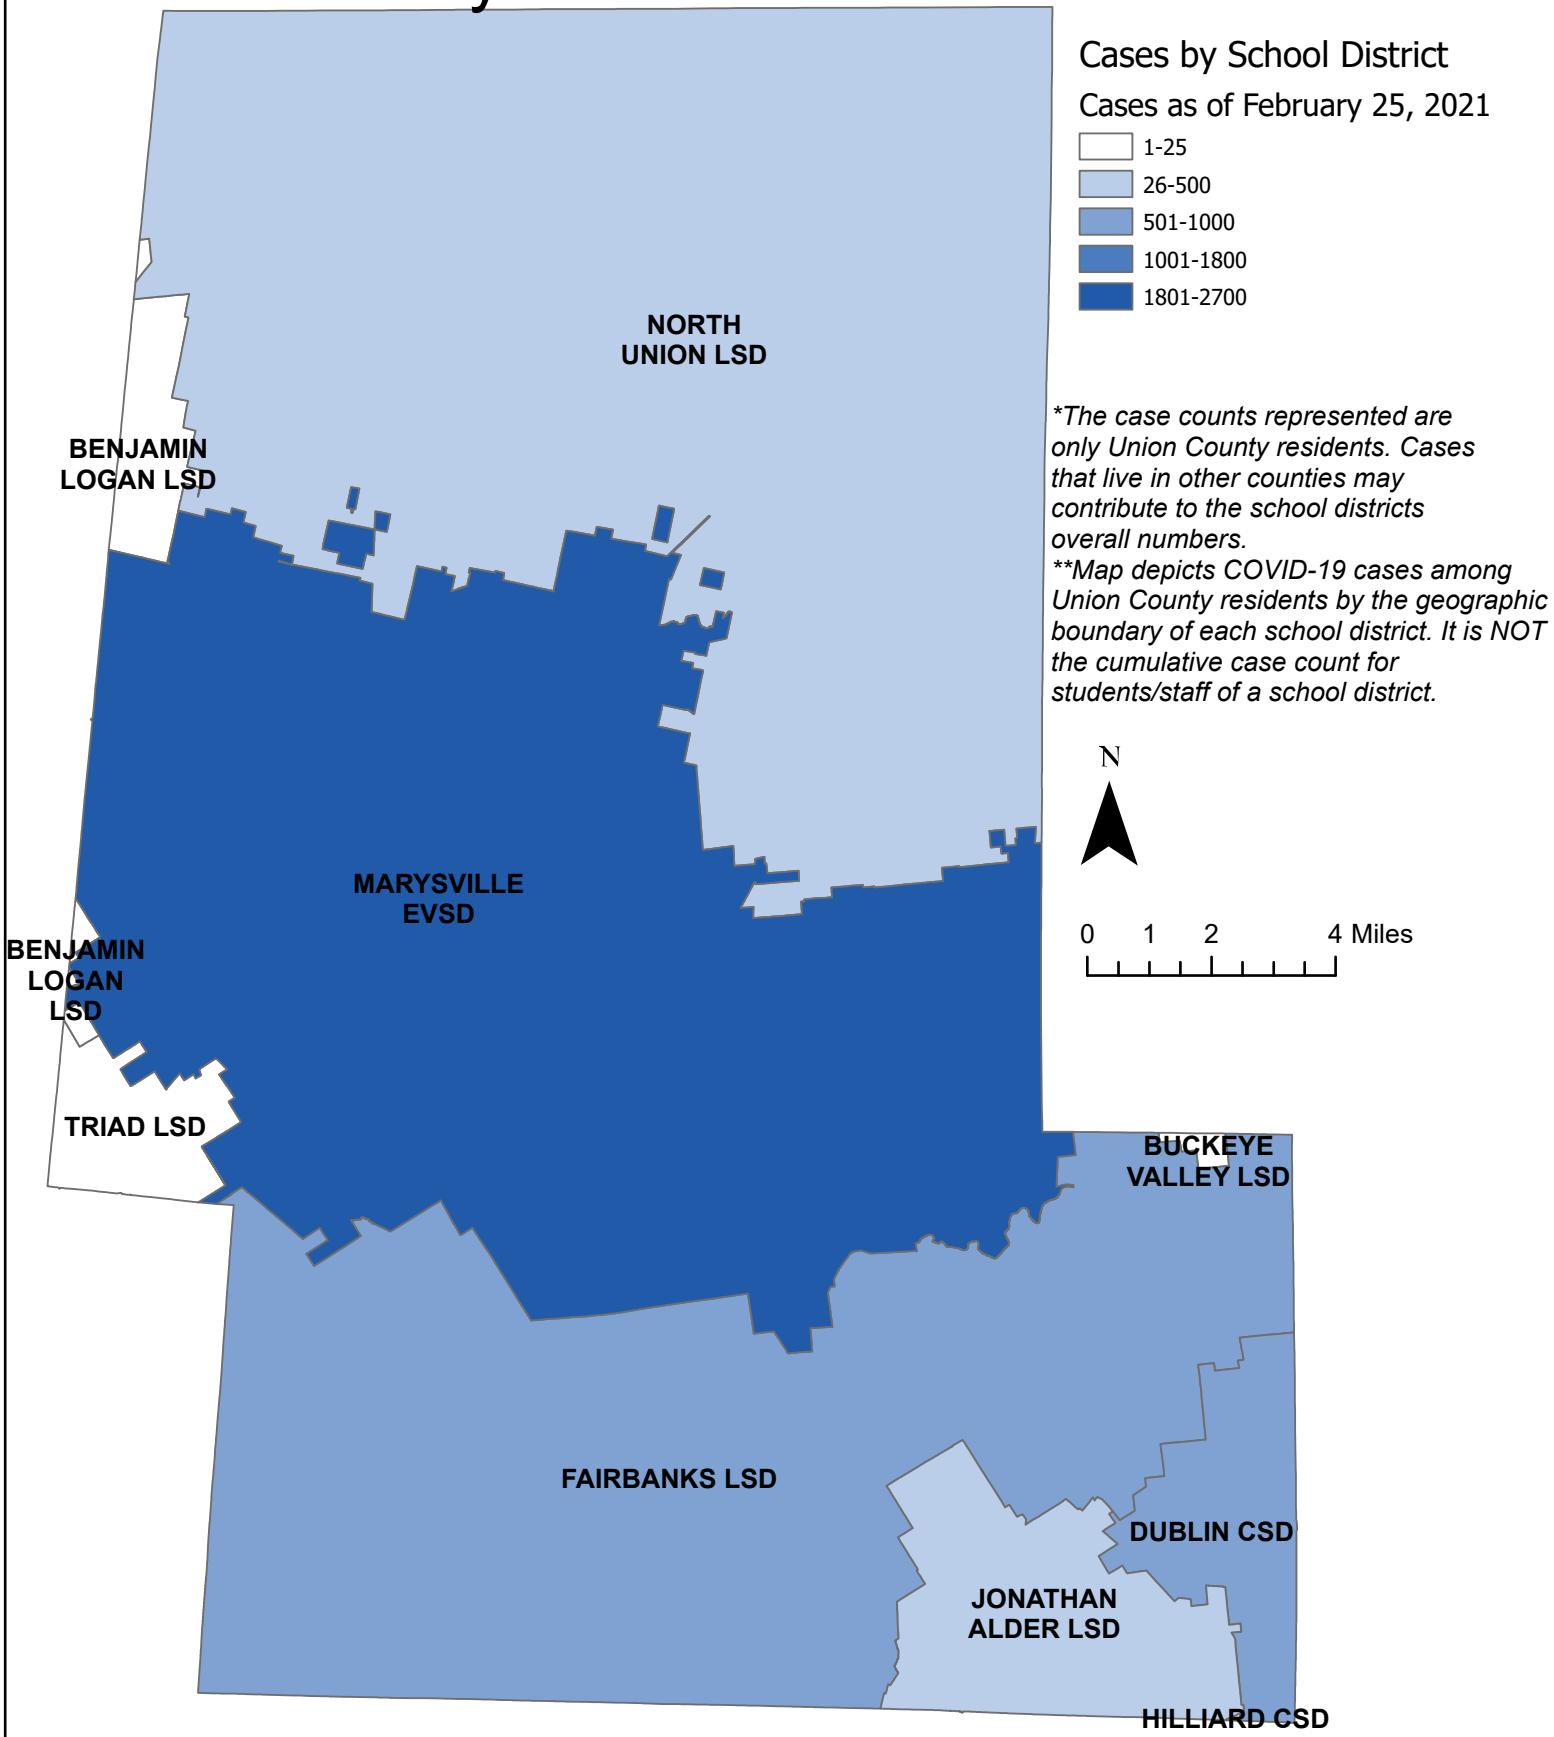 Cases by School District
Cases as of February 25, 2021
1-25
26-500
501-1000
1001-1800
1801-2700
NORTH
UNION LSD
*The case counts represented are
only Union County residents. Cases
that live in other counties may
contribute to the school districts
overall numbers.
**Map depicts COVID-19 cases among
Union County residents by the geographic
boundary of each school district. It is NOT
the cumulative case count for
students/staff of a school district.
BENJAMIN
LOGAN LSD
N
MARYSVILLE
EVSD
0 1 2 4 Miles
BENJAMIN
LOGAN
LSD
TRIAD LSD
BUCKEYE
VALLEY LSD
FAIRBANKS LSD
DUBLIN CSD
JONATHAN
ALDER LSD
HILLIARD CSD